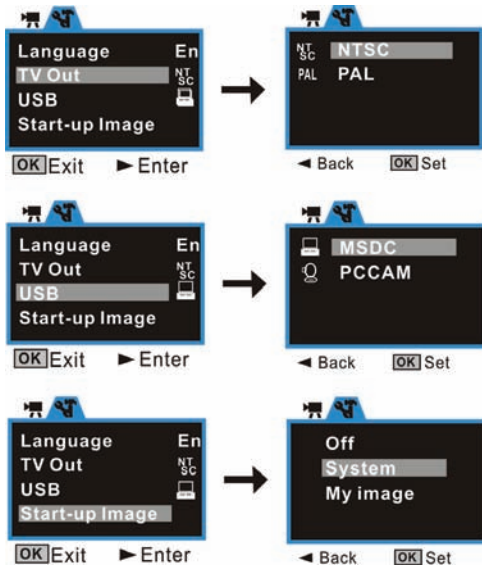 Language En
TV Out NT SC
USB
Start-up Image
OK Exit ► Enter
NT SC NTSC
PAL PAL
◄ Back OK Set
Language En
TV Out NT SC
USB
Start-up Image
OK Exit ► Enter
MSDC
PCCAM
◄ Back OK Set
Language En
TV Out NT SC
USB
Start-up Image
OK Exit ► Enter
Off
System
My image
◄ Back OK Set